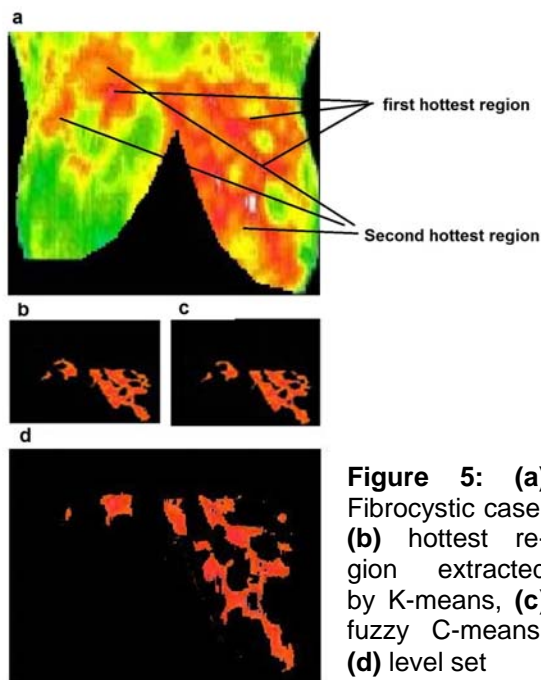 a
first hottest region
Second hottest region
b
c
d
Figure 5: (a)
Fibrocystic case
(b) hottest re-
gion extracted
by K-means, (c)
fuzzy C-means
(d) level set